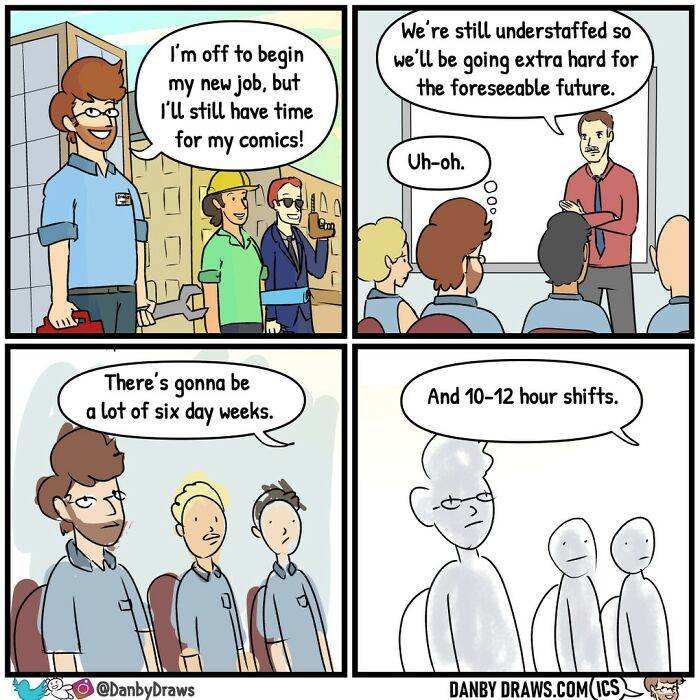 I'm off to begin
my new job, but
I'll still have time
for my comics!
We're still understaffed so
we'll be going extra hard for
the foreseeable future.
Uh-oh.
There's gonna be
a lot of six day weeks.
And 10-12 hour shifts.
@DanbyDraws
DANBY DRAWS.COM(ICS)